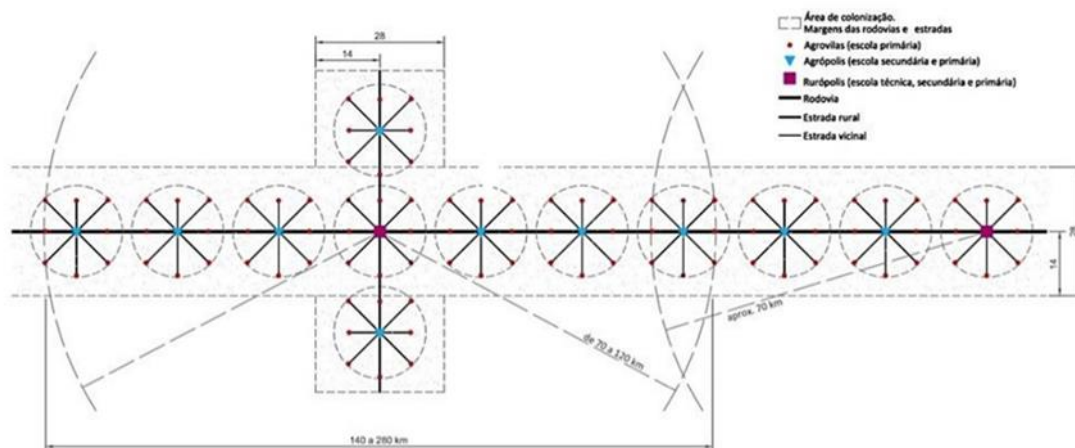 Área de colonização.
Margens das rodovias e estradas
Agrovilas (escola primária)
Agrópolis (escola secundária e primária)
Rurópolis (escola técnica, secundária e primária)
Rodovia
Estrada rural
Estrada vicinal
28
14
14
aprox. 70 km
de 70 a 120 km
140 a 280 km